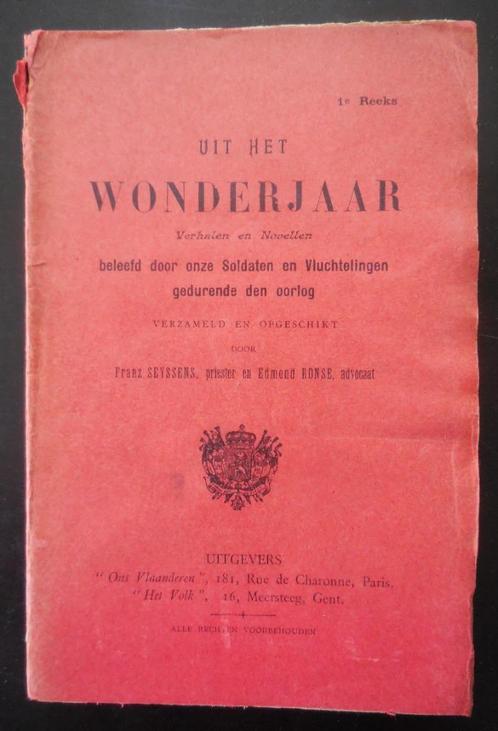 1e Reeks
UIT HET
WONDERJAAR
Verhalen en Novellen
beleefd door onze Soldaten en Vluchtelingen
gedurende den oorlog
VERZAMELD EN OPGESCHIKT
DOOR
Franz SEYSSENS, priester en Edmond RONSE, advocaat
UITGEVERS
"Ons Vlaanderen", 181, Rue de Charonne, Paris.
"Het Volk", 16, Meersteeg, Gent.
ALLE RECHTEN VOORBEHOUDEN